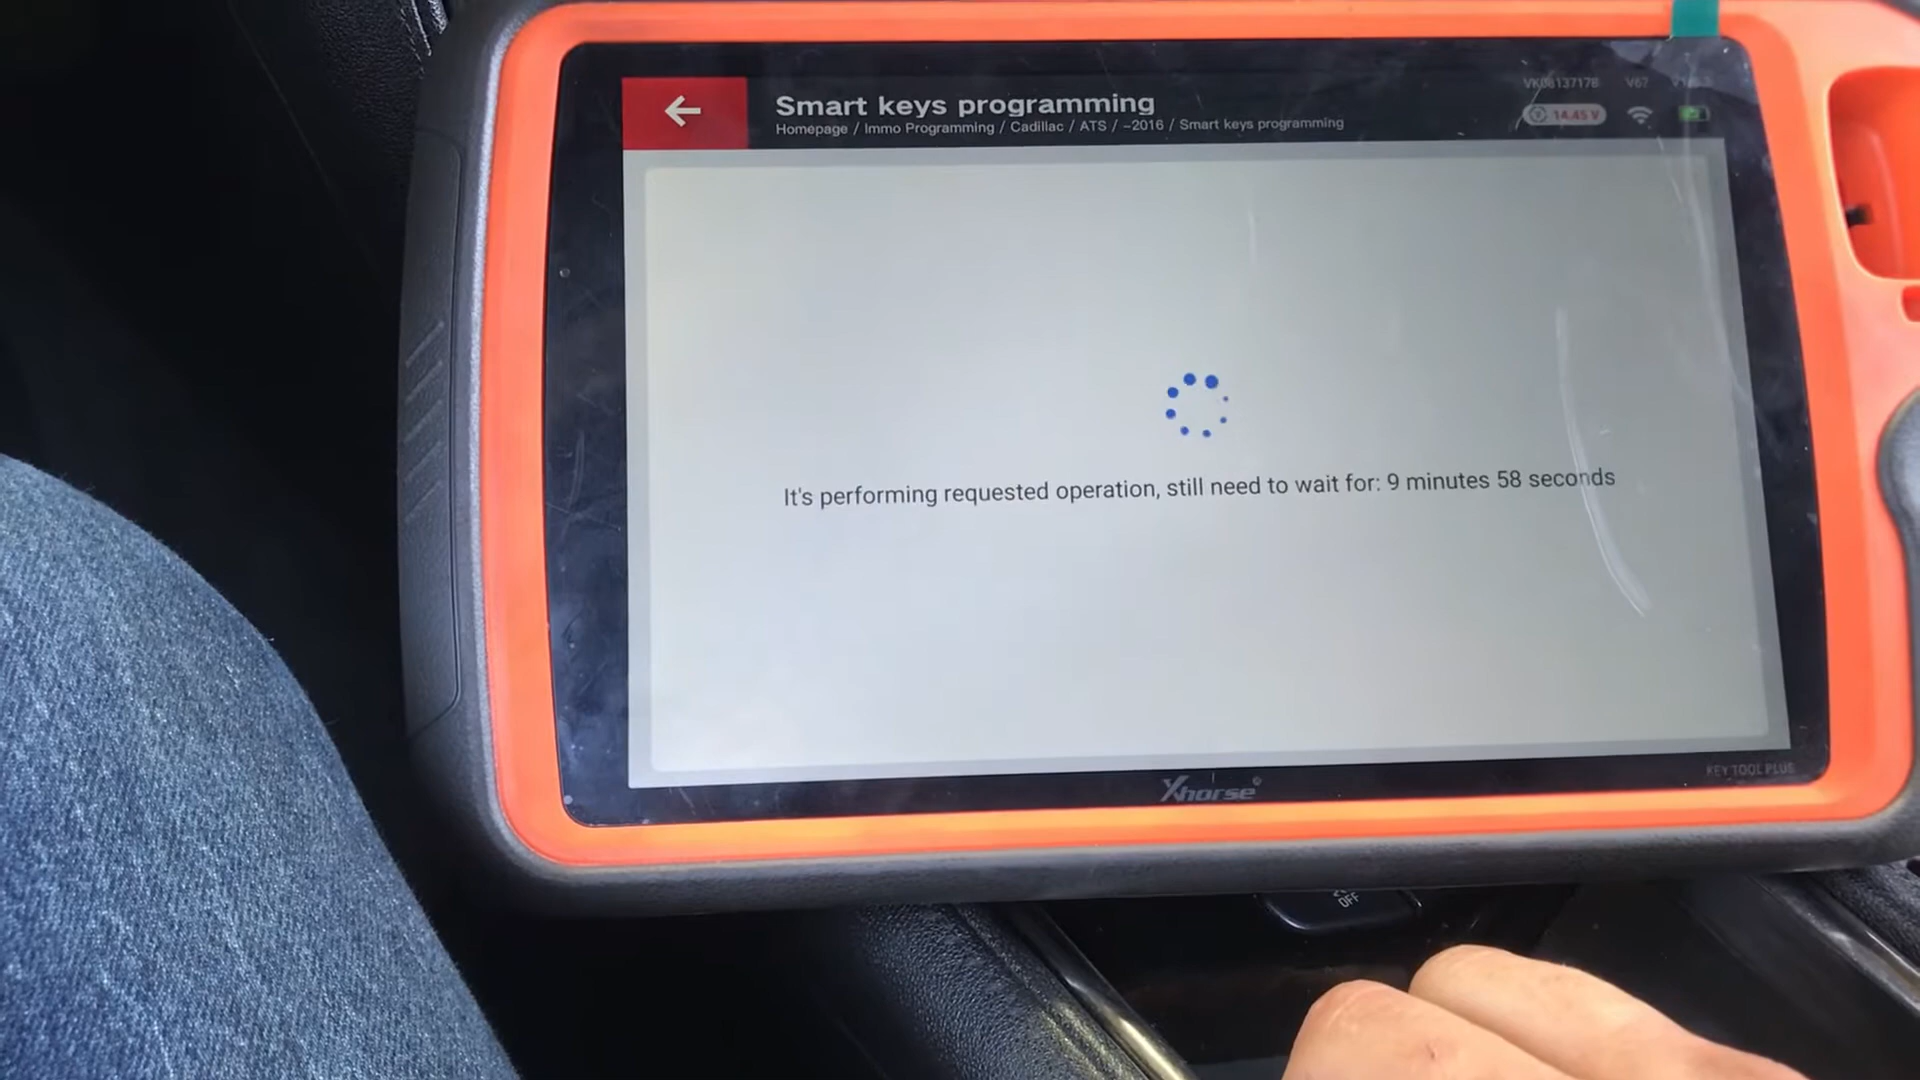 Smart keys programming
Homepage / Immo Programming / Cadillac / ATS / -2016 / Smart keys programming
14.45 V
It's performing requested operation, still need to wait for: 9 minutes 58 seconds
Xhorse
KEY TOOL PLUS
OFF